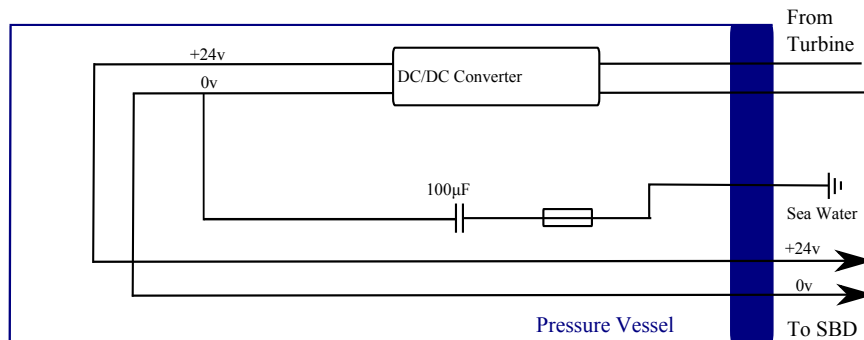 From
Turbine
+24v
DC/DC Converter
0v
100µF
Sea Water
+24v
0v
Pressure Vessel
To SBD